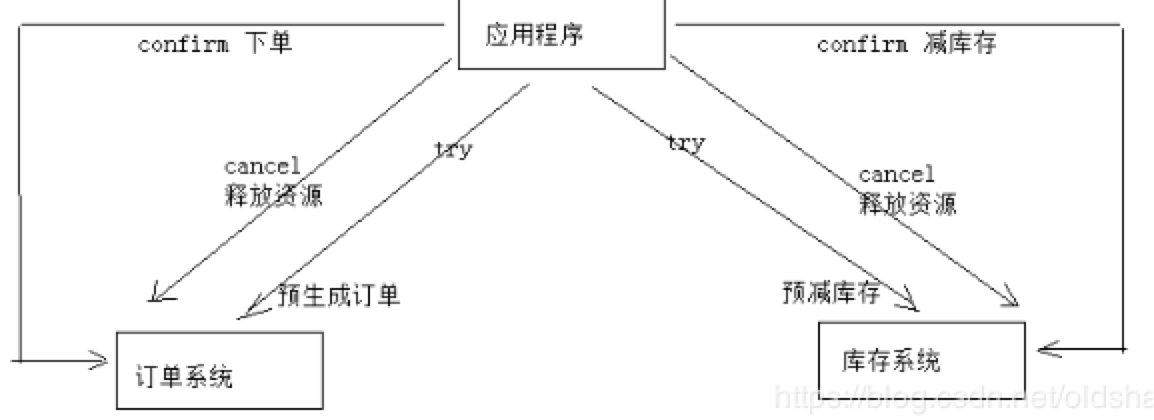 应用程序
confirm 下单
confirm 减库存
try
try
cancel
释放资源
cancel
释放资源
预生成订单
预减库存
订单系统
库存系统
https://blog.csdn.net/oldsha